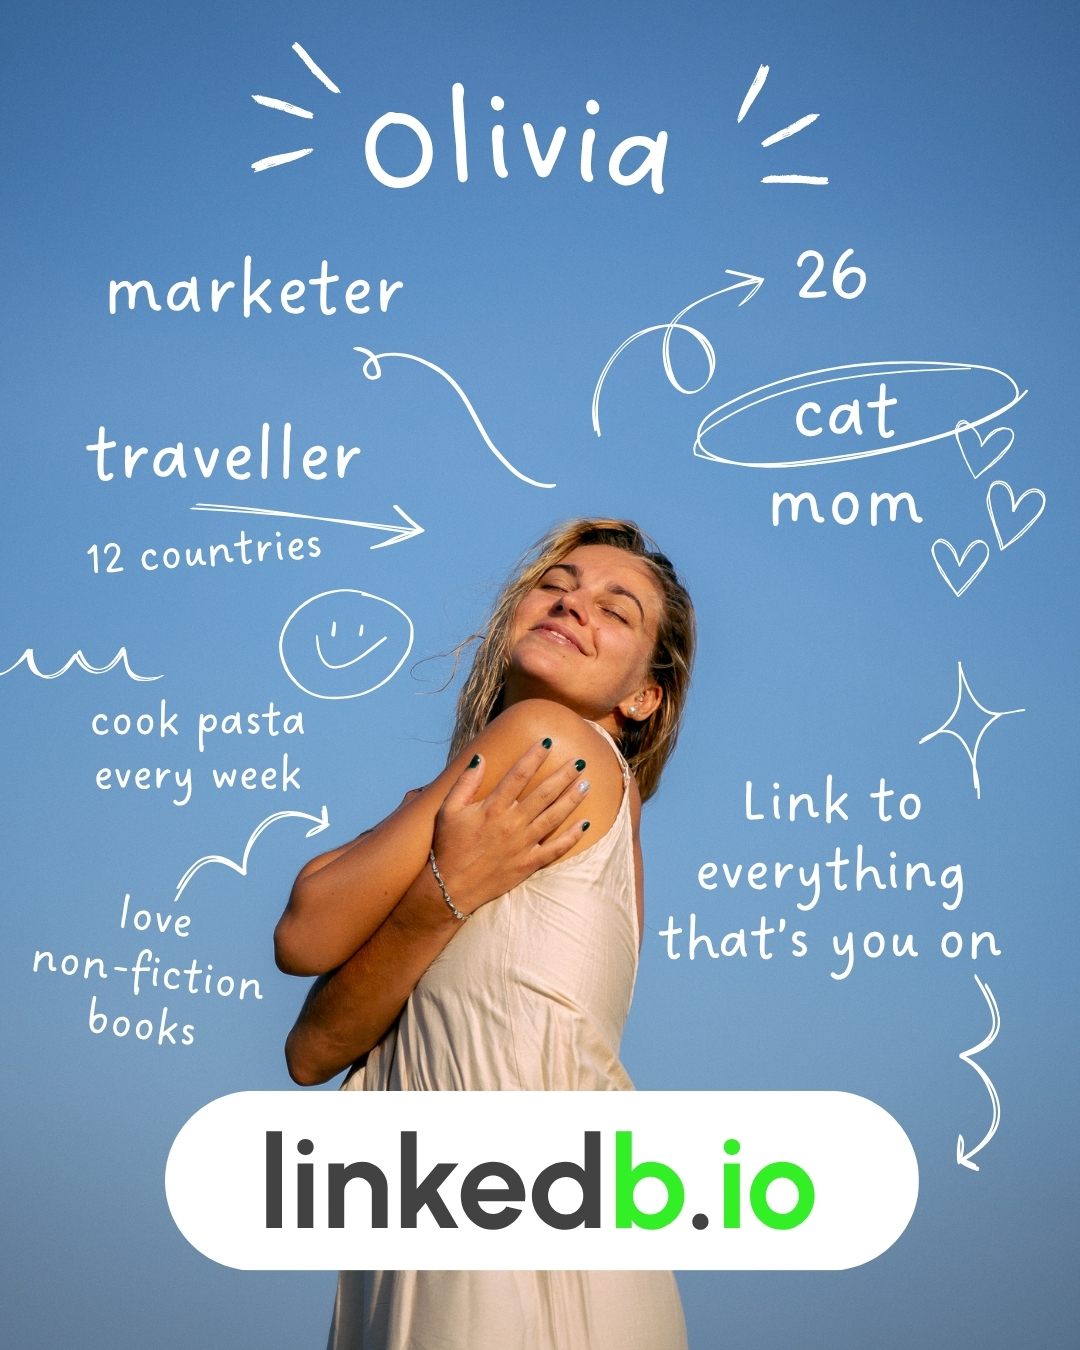 Olivia
marketer
26
cat
mom
traveller
12 countries
cook pasta
every week
love
non-fiction
books
Link to
everything
that's you on
linkedb.io